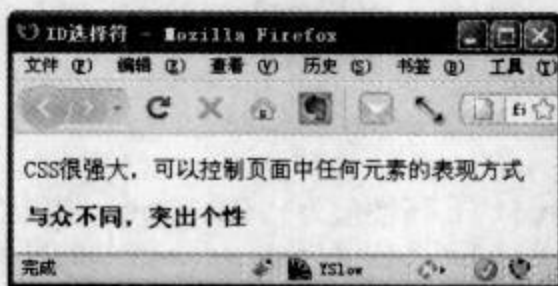 ID选择符 - Mozilla Firefox
文件(F) 编辑(E) 查看(V) 历史(S) 书签(B) 工具(T)
fi
CSS很强大，可以控制页面中任何元素的表现方式
与众不同，突出个性
完成 YSlow